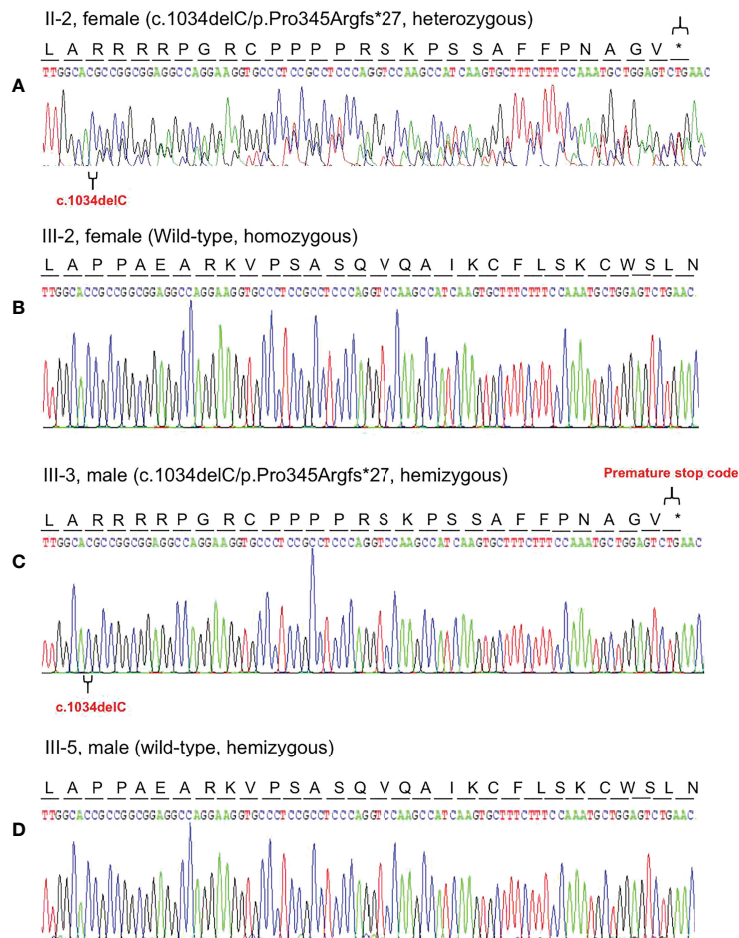 II-2, female (c.1034delC/p.Pro345Argfs*27, heterozygous)
L A R R R R P G R C P P P P R S K P S S A F F P N A G V *
TTGGCACGCCGGCGGAGGCCAGGAAGGTGCCCTCCGCCTCCCCAGGTCCAAGCCATCAAGTGCTTTCTTTCCAAATGCTGGAGTCTGAAC
A
c.1034delC
III-2, female (Wild-type, homozygous)
L A P P A E A R K V P S A S Q V Q A I K C F L S K C W S L N
TTGGCACCGCCGGCGGAGGCCAGGAAGGTGCCCTCCGCCTCCCAGGTCCAAGCCATCAAGTGCTTTCTTTCCAAATGCTGGAGTCTGAAC
B
III-3, male (c.1034delC/p.Pro345Argfs*27, hemizygous)
Premature stop code
L A R R R R P G R C P P P P R S K P S S A F F P N A G V *
TTGGCACGCCGGCGGAGGCCAGGAAGGTGCCCTCCGCCTCCCAGGTCCAAGCCATCAAGTGCTTTCTTTCCAAATGCTGGAGTCTGAAC
C
c.1034delC
III-5, male (wild-type, hemizygous)
L A P P A E A R K V P S A S Q V Q A I K C F L S K C W S L N
TTGGCACCGCCGGCGGAGGCCAGGAAGGTGCCCTCCGCCTCCCAGGTCCAAGCCATCAAGTGCTTTCTTTCCAAATGCTGGAGTCTGAAC
D